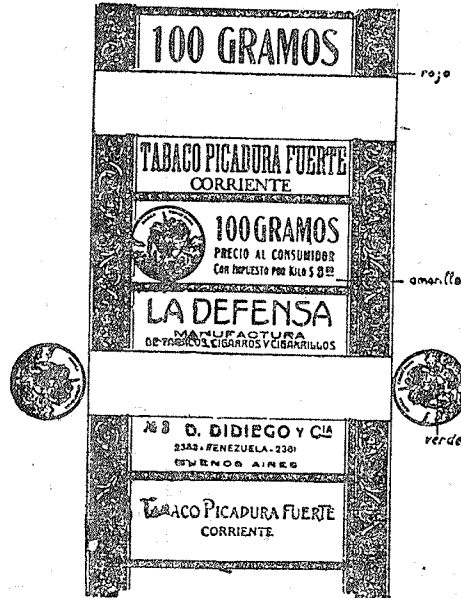 100 GRAMOS
rojo
TABACO PICADURA FUERTE
CORRIENTE
100 GRAMOS
PRECIO AL CONSUMIDOR
CON IMPUESTO POR KILO $ 8
amarillo
LA DEFENSA
MANUFACTURA
DE TABACOS, CIGARROS Y CIGARRILLOS
verde
D. DIDIEGO Y CIA
VENEZUELA
BUENOS AIRES
TABACO PICADURA FUERTE
CORRIENTE